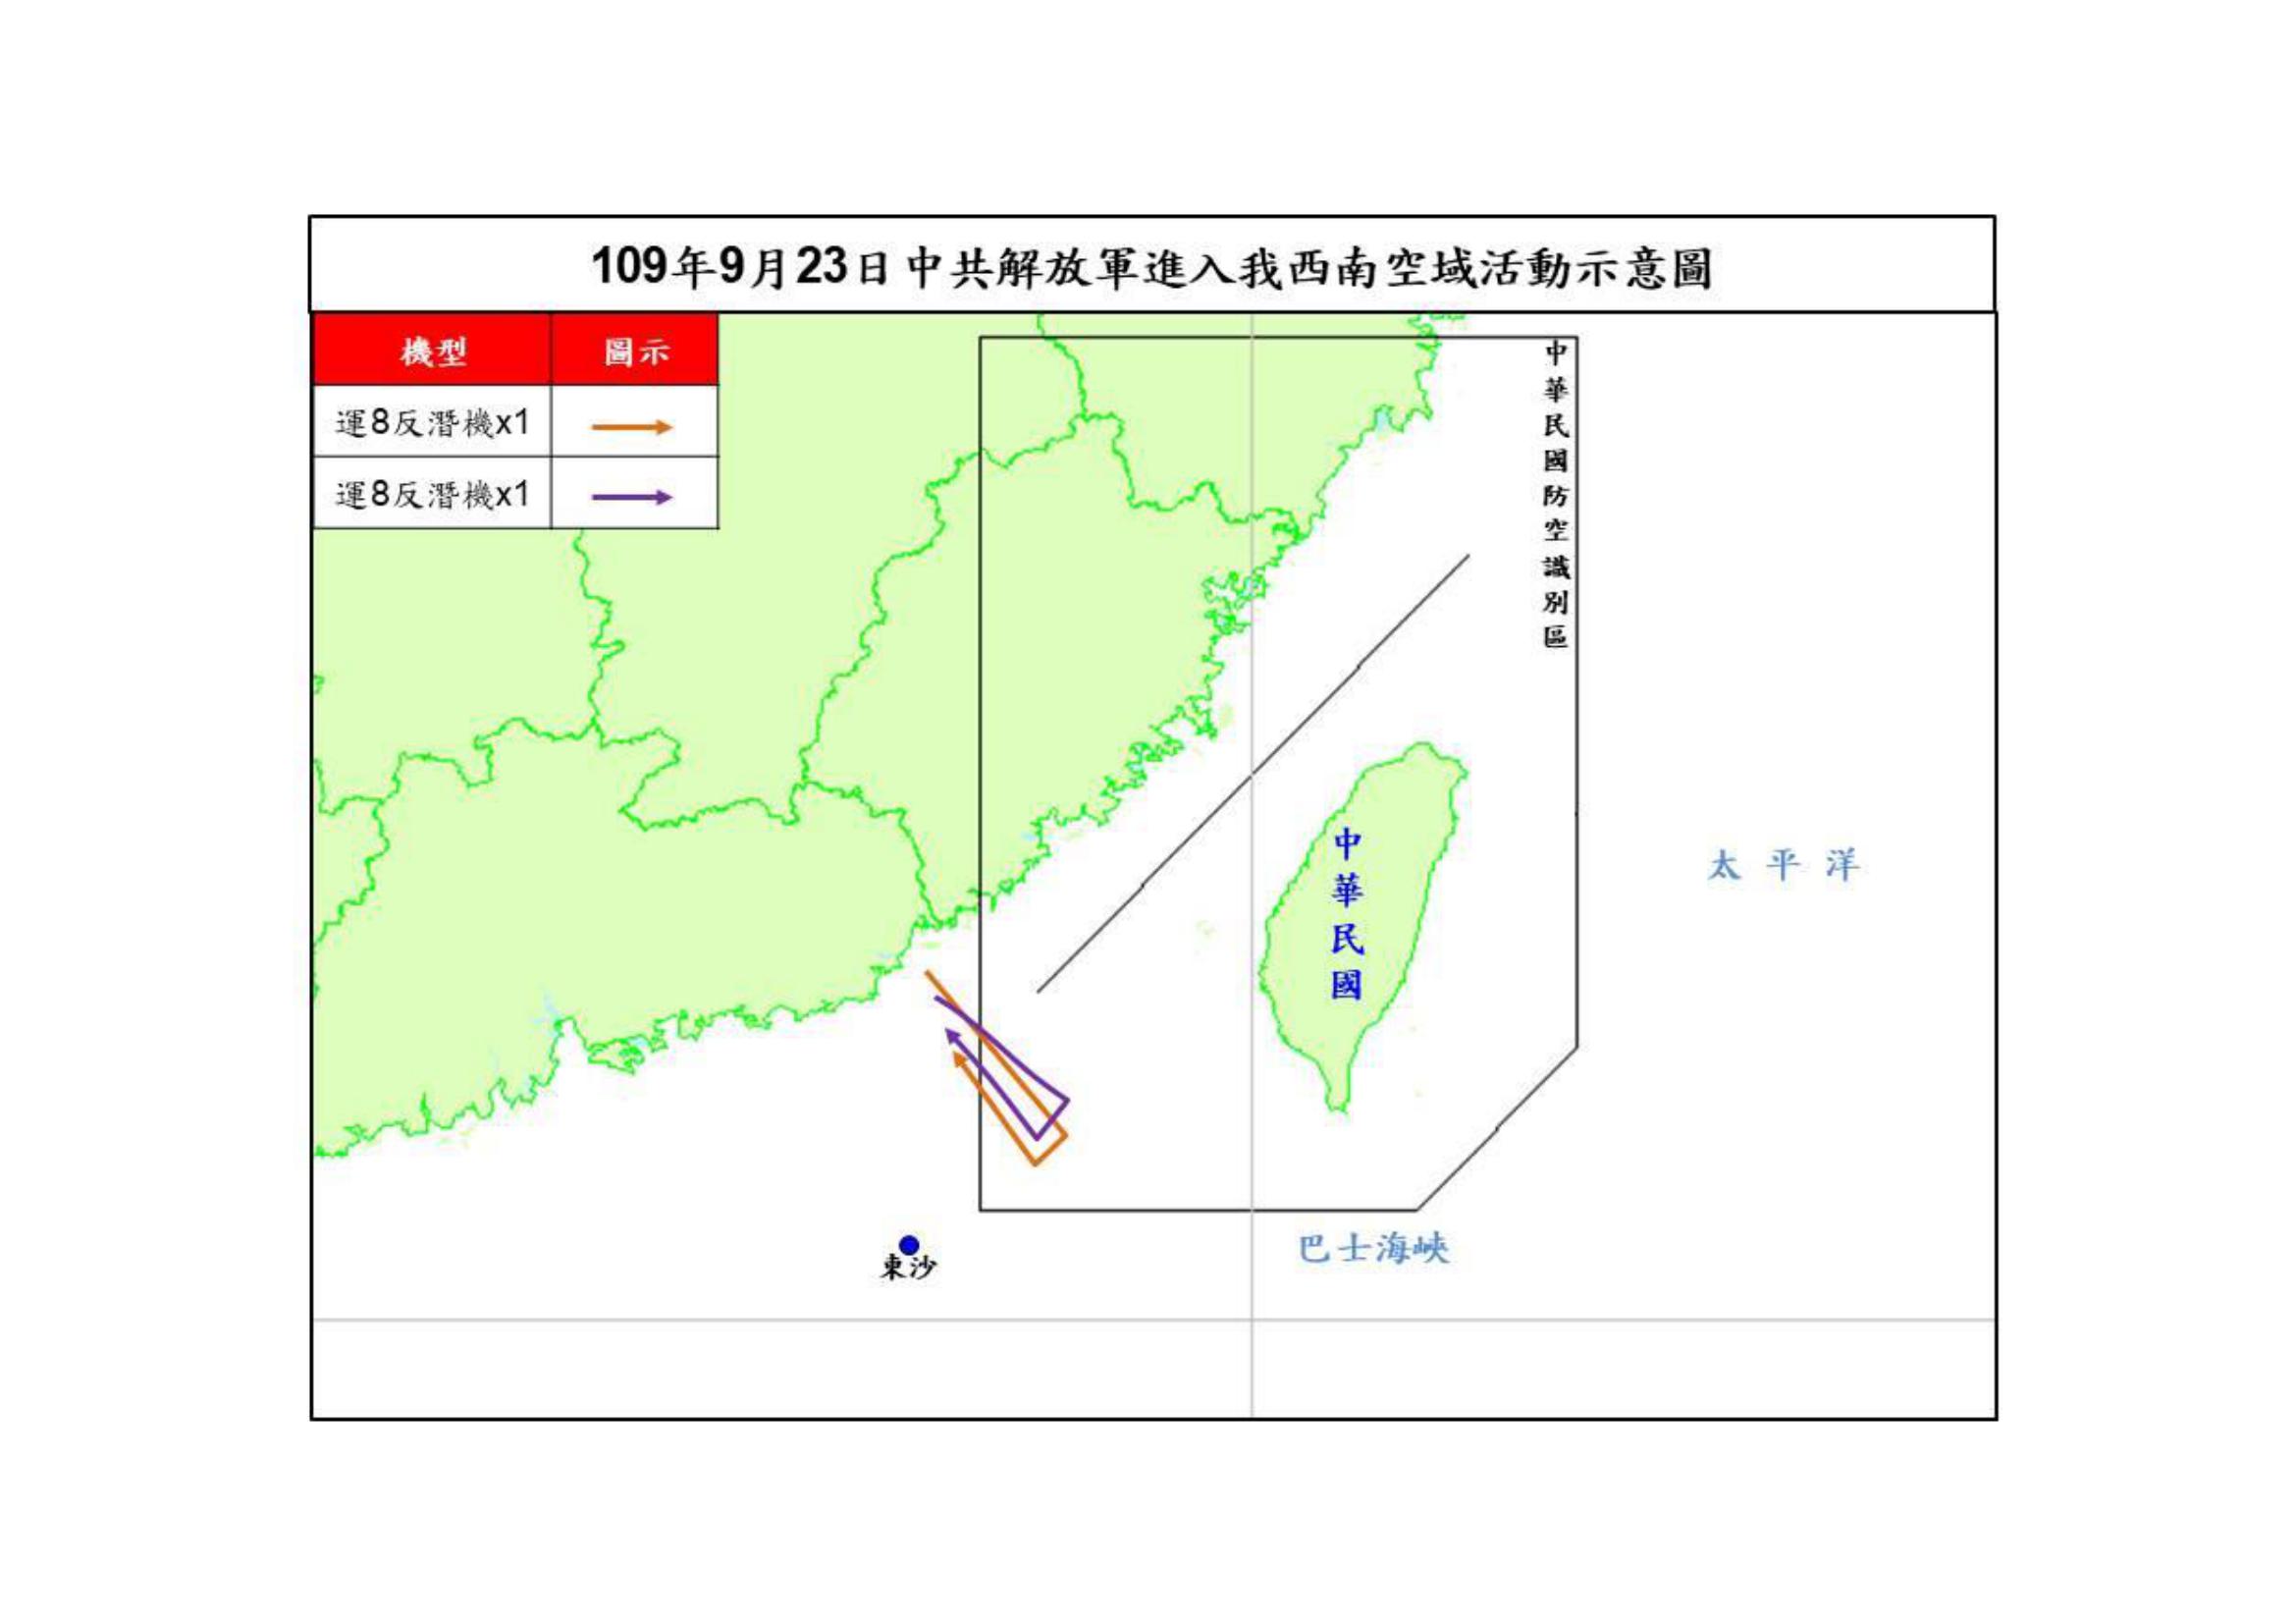 109年9月23日中共解放軍進入我西南空域活動示意圖
機型 圖示
運8反潛機x1
運8反潛機x1
中華民國防空識別區
中華民國
太平洋
巴士海峽
東沙